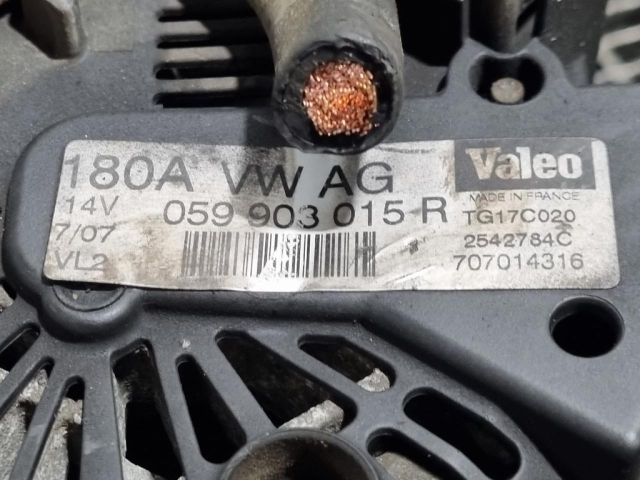 180A VW AG Valeo
14V 059 903 015 R MADE IN FRANCE
TG17C020
7/07 2542784C
VL2 707014316